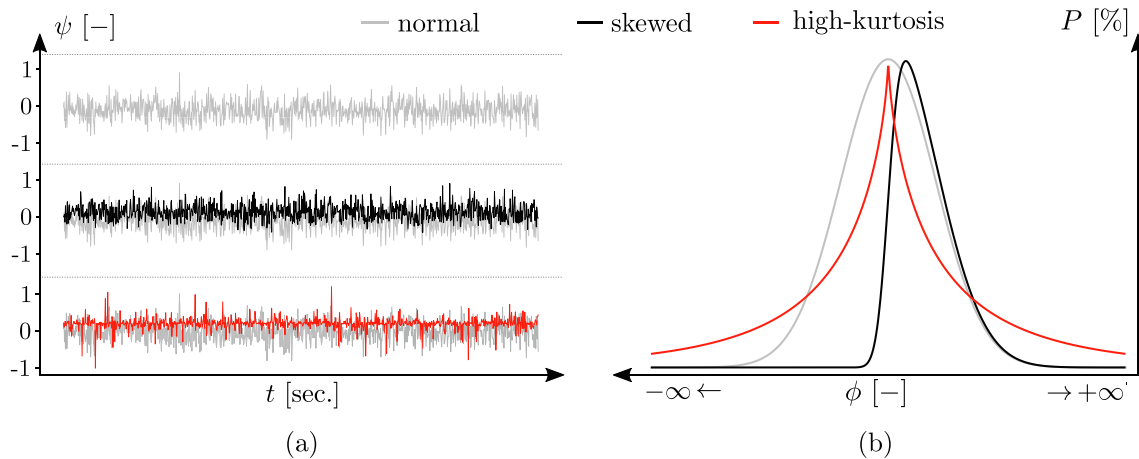 ψ [−]
normal
skewed
high-kurtosis
P [%]
1
0
-1
1
0
-1
1
0
-1
t [sec.]
−∞ ←
ϕ [−]
→ +∞
(a)
(b)